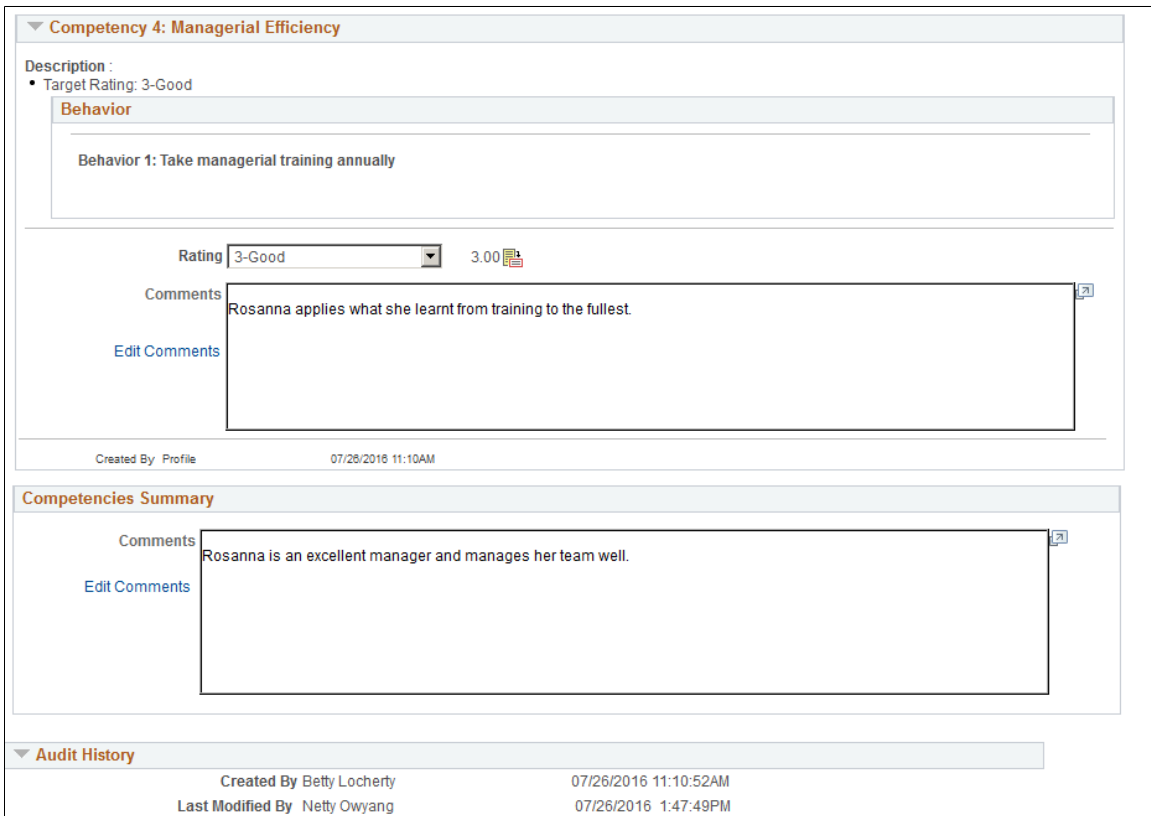 Competency 4: Managerial Efficiency
Description :
• Target Rating: 3-Good
Behavior
Behavior 1: Take managerial training annually
Rating 3-Good 3.00
Comments
Rosanna applies what she learnt from training to the fullest.
Edit Comments
Created By Profile 07/26/2016 11:10AM
Competencies Summary
Comments
Rosanna is an excellent manager and manages her team well.
Edit Comments
Audit History
Created By Betty Locherty 07/26/2016 11:10:52AM
Last Modified By Netty Owyang 07/26/2016 1:47:49PM